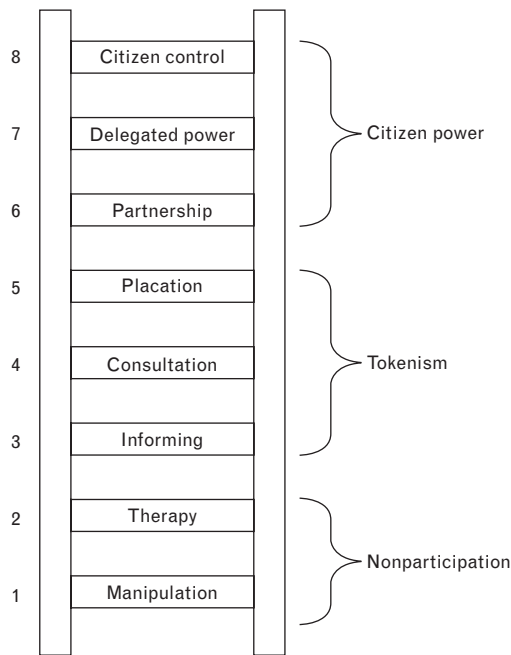 8 Citizen control
7 Delegated power
Citizen power
6 Partnership
5 Placation
4 Consultation
Tokenism
3 Informing
2 Therapy
Nonparticipation
1 Manipulation